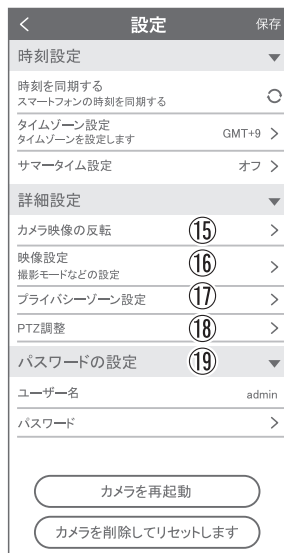 < 設定 保存
時刻設定 ▼
時刻を同期する
スマートフォンの時刻を同期する
タイムゾーン設定 GMT+9 >
タイムゾーンを設定します
サマータイム設定 オフ >
詳細設定 ▼
カメラ映像の反転 ⑮ >
映像設定 ⑯ >
撮影モードなどの設定
プライバシーゾーン設定 ⑰ >
PTZ調整 ⑱ >
パスワードの設定 ⑲ ▼
ユーザー名 admin
パスワード >
カメラを再起動
カメラを削除してリセットします